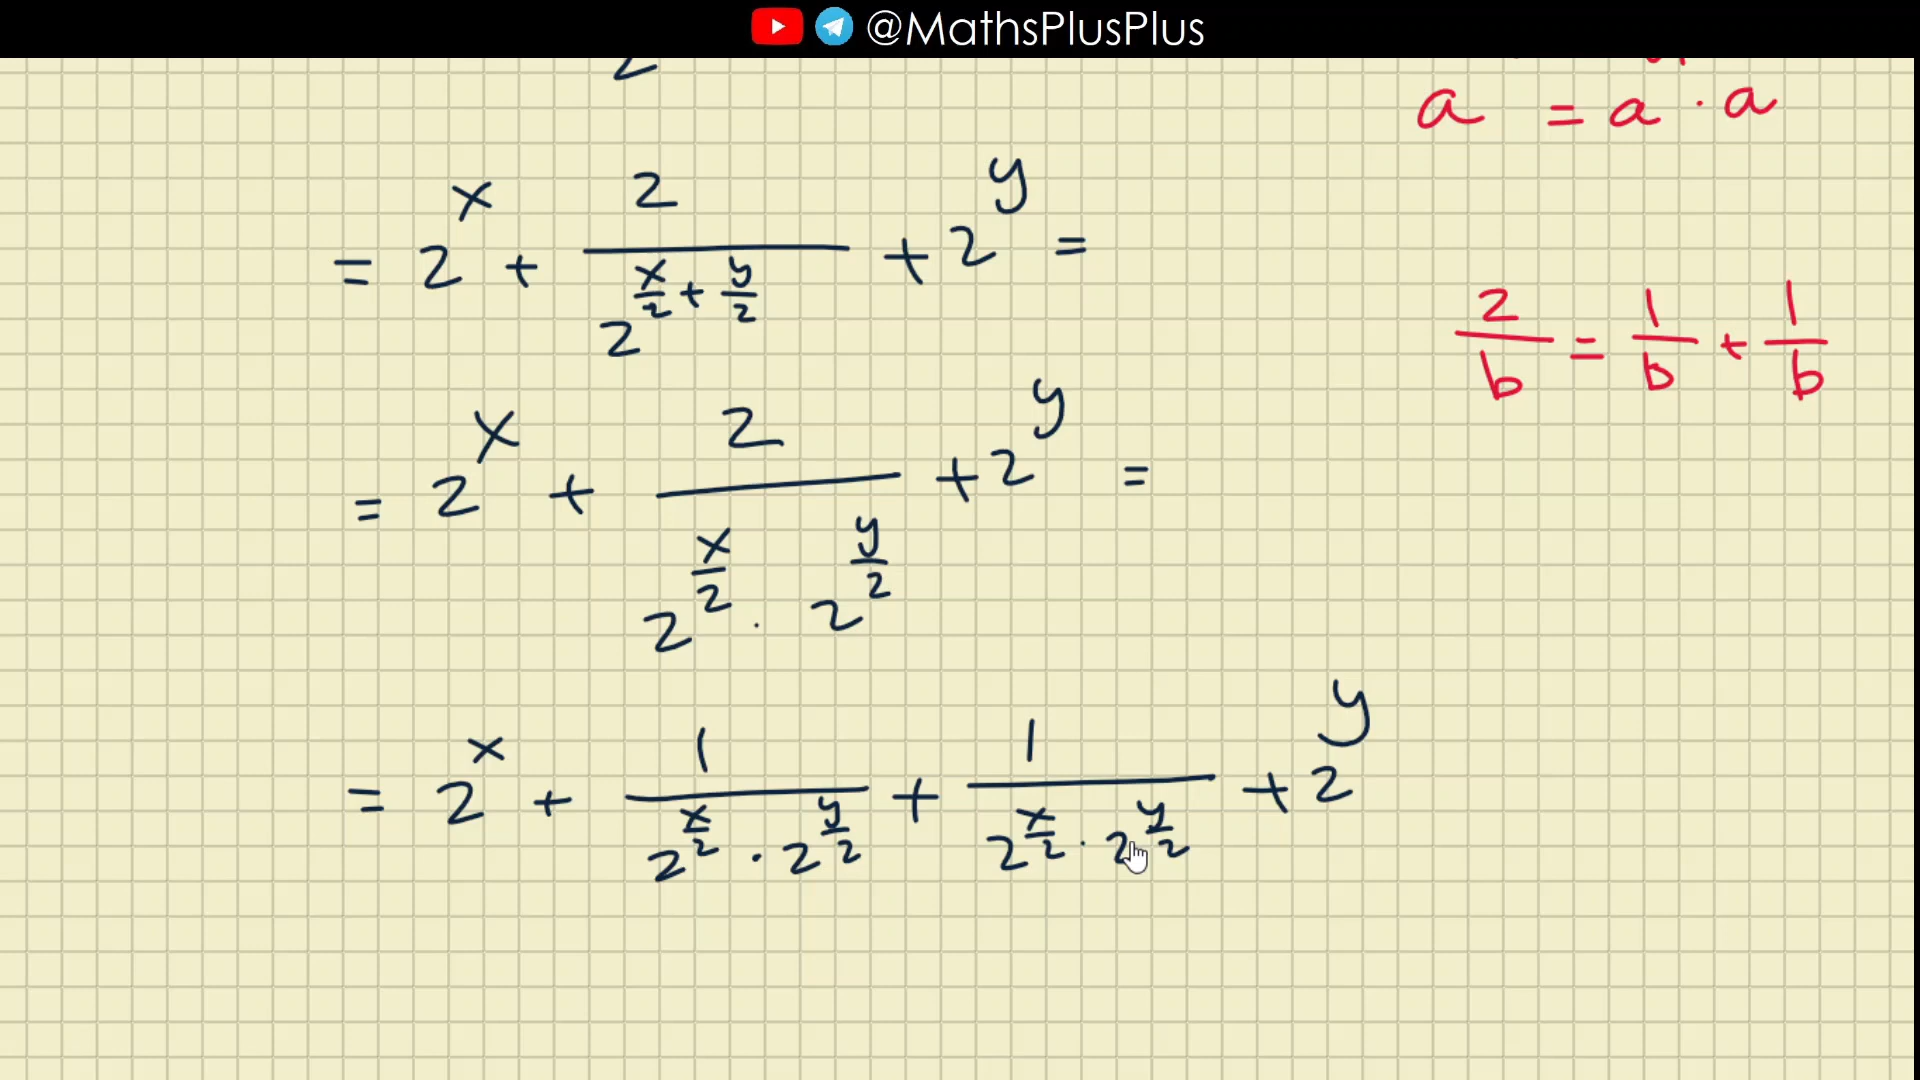 @MathsPlusPlus
a = a · a
= 2^x + 2/2^(x/2 + y/2) + 2^y =
2/b = 1/b + 1/b
= 2^x + 2/(2^(x/2) · 2^(y/2)) + 2^y =
= 2^x + 1/(2^(x/2) · 2^(y/2)) + 1/(2^(x/2) · 2^(y/2)) + 2^y